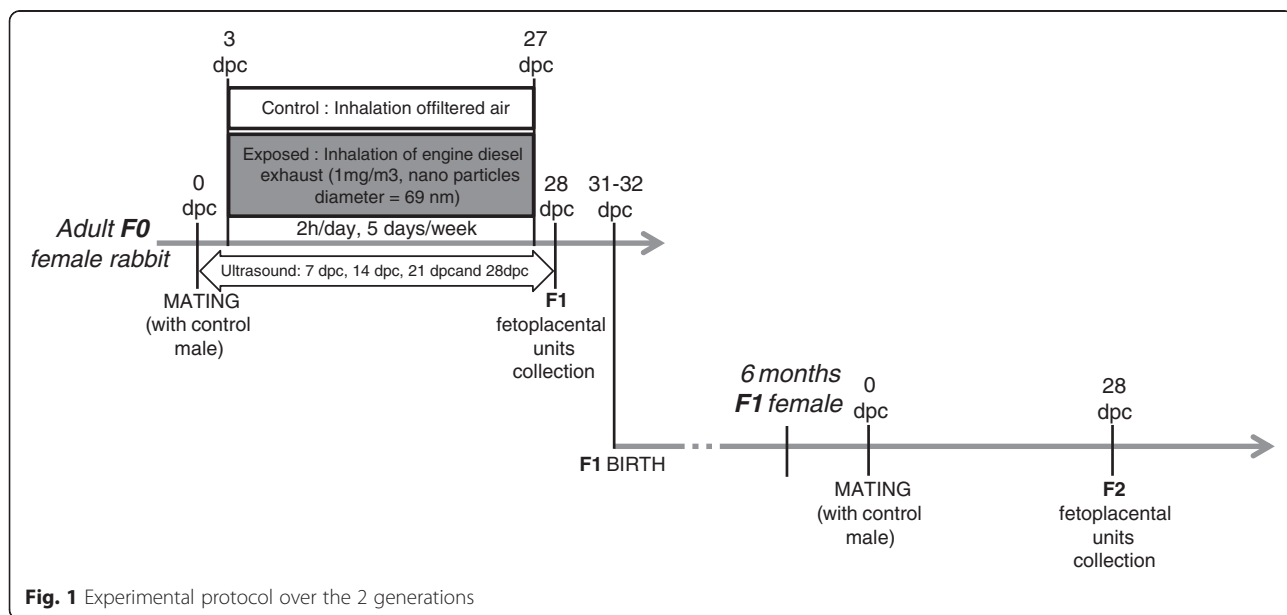 3
dpc
27
dpc
Control : Inhalation offiltered air
Exposed : Inhalation of engine diesel
exhaust (1mg/m3, nano particles
diameter = 69 nm)
0
dpc
28
dpc
31-32
dpc
2h/day, 5 days/week
Adult F0
female rabbit
Ultrasound: 7 dpc, 14 dpc, 21 dpcand 28dpc
MATING
(with control
male)
F1
fetoplacental
units
collection
6 months
F1 female
0
dpc
28
dpc
F1 BIRTH
MATING
(with control
male)
F2
fetoplacental
units
collection
Fig. 1 Experimental protocol over the 2 generations